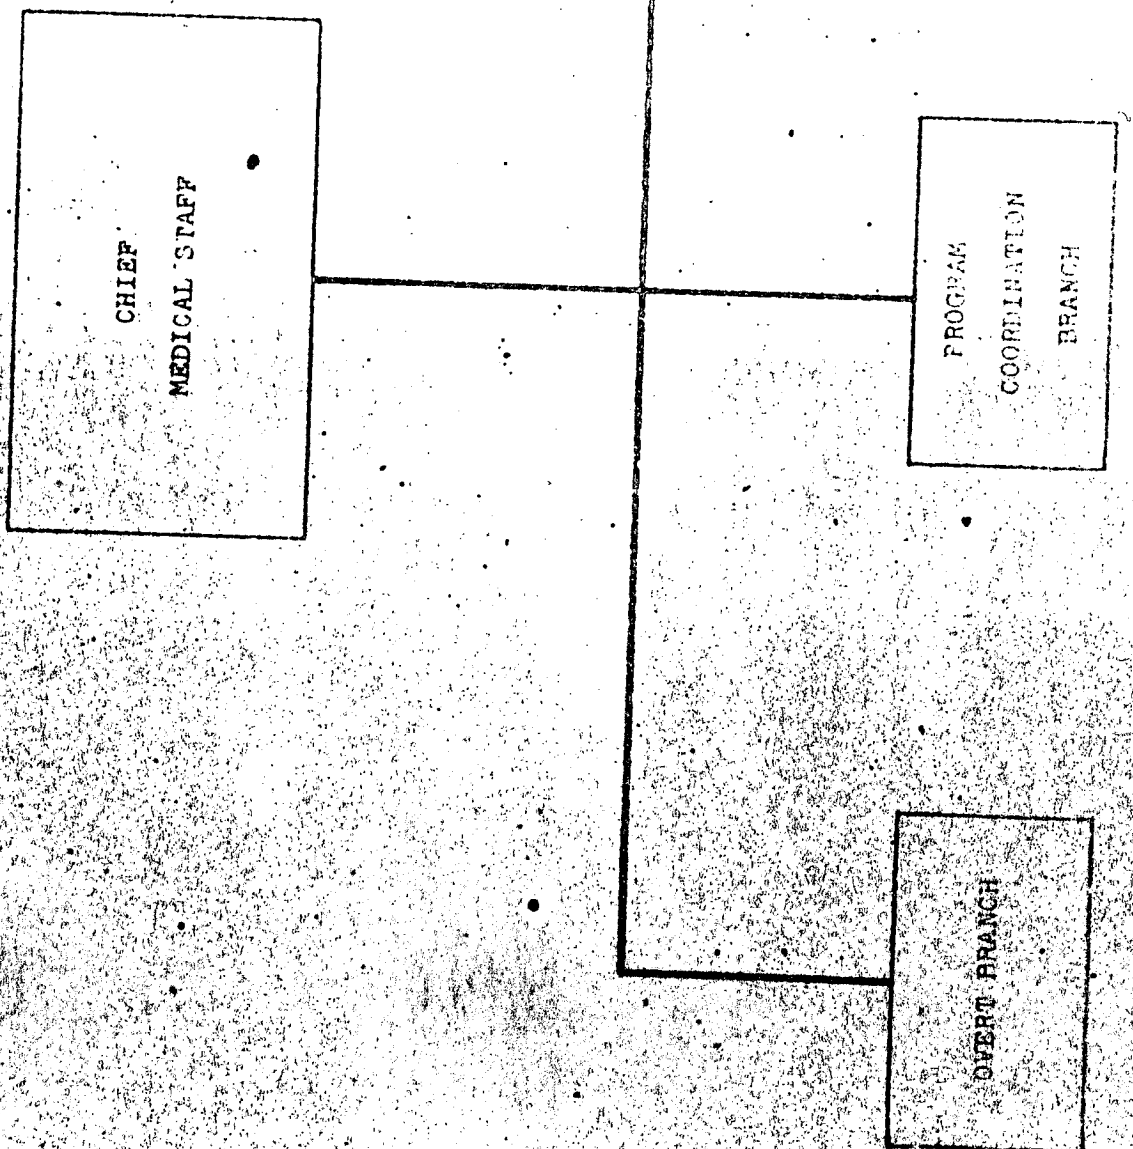 CHIEF
MEDICAL STAFF
PROGRAM
COORDINATION
BRANCH
OVERT BRANCH